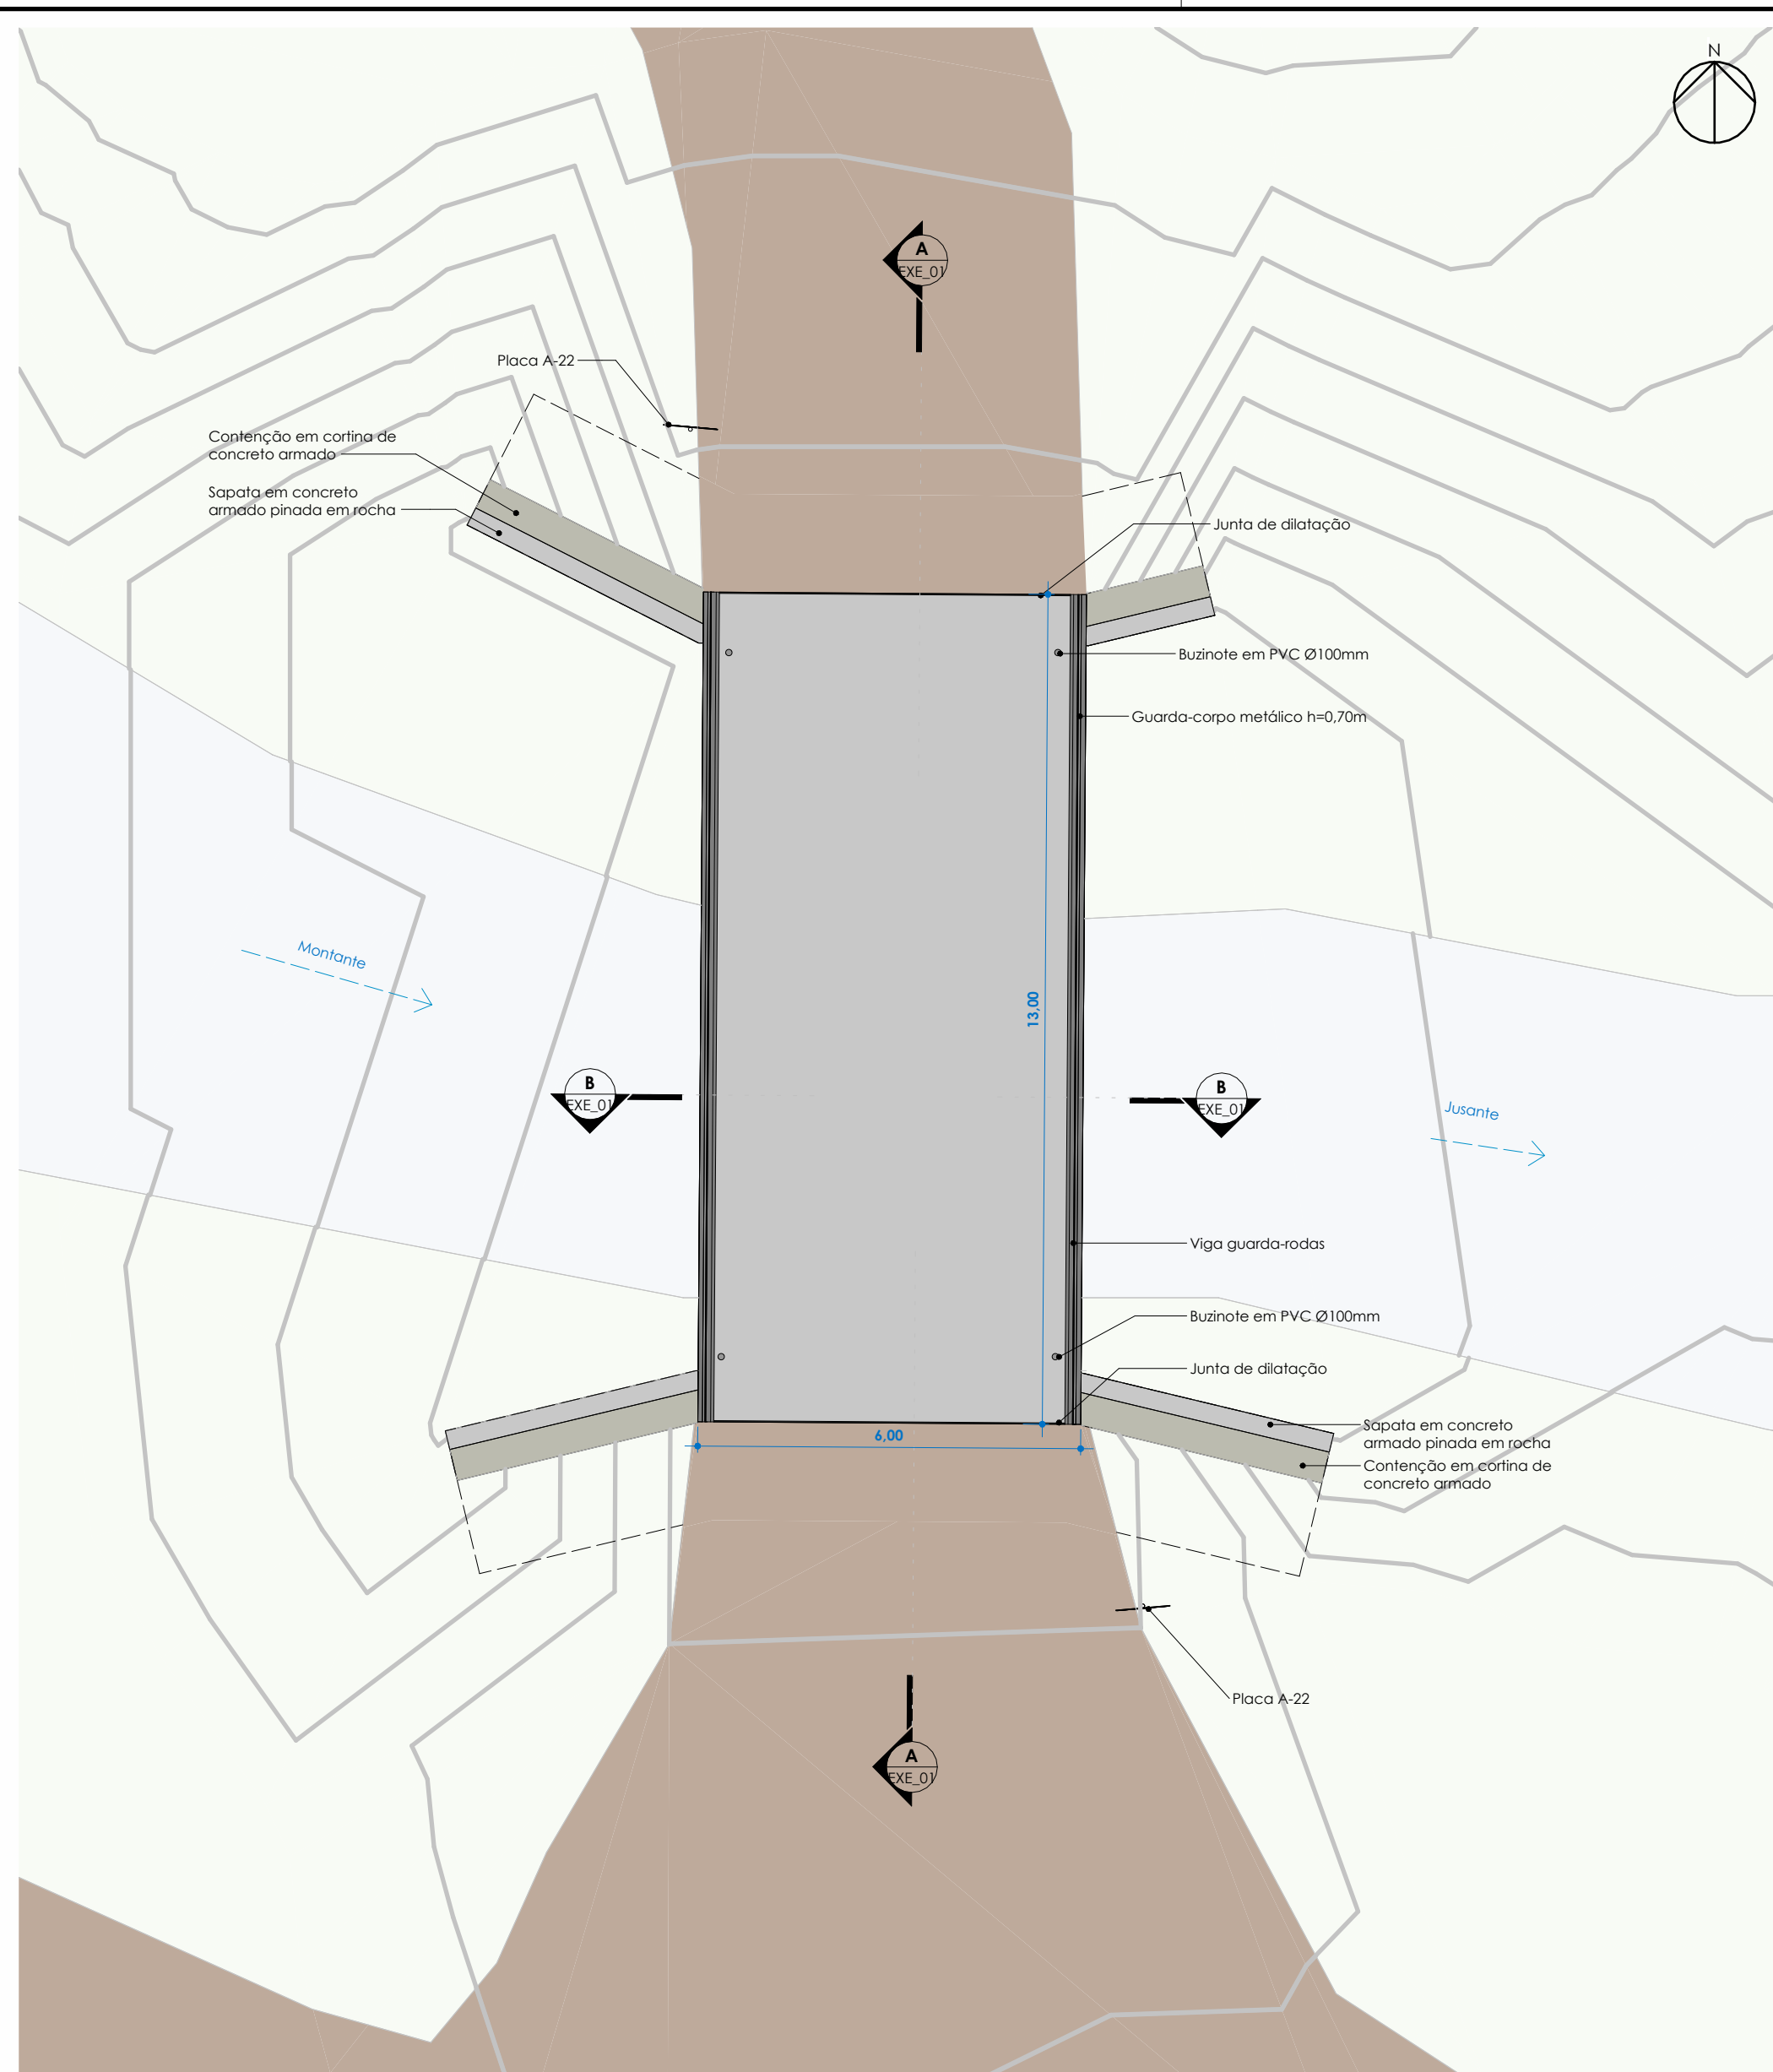 N
A
EXE_01
Placa A-22
Contenção em cortina de
concreto armado
Sapata em concreto
armado pinada em rocha
Junta de dilatação
Buzinote em PVC Ø100mm
Guarda-corpo metálico h=0,70m
Montante
13,00
B
EXE_01
B
EXE_01
Jusante
Viga guarda-rodas
Buzinote em PVC Ø100mm
Junta de dilatação
6,00
Sapata em concreto
armado pinada em rocha
Contenção em cortina de
concreto armado
Placa A-22
A
EXE_01